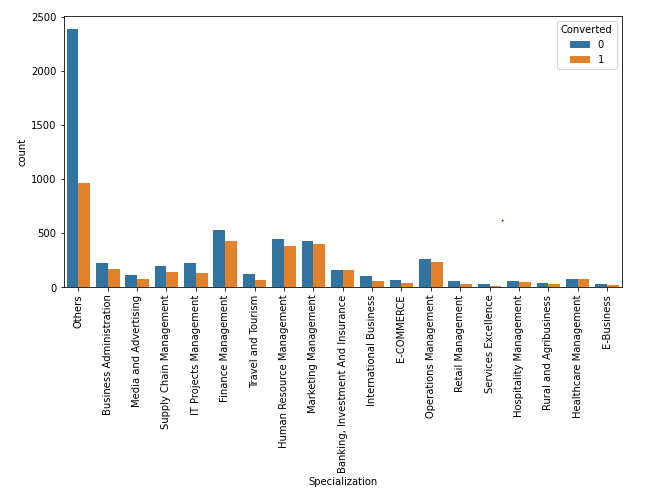 2500
2000
1500
1000
500
0
count
Converted
0
1
Others
Business Administration
Media and Advertising
Supply Chain Management
IT Projects Management
Finance Management
Travel and Tourism
Human Resource Management
Marketing Management
Banking, Investment And Insurance
International Business
E-COMMERCE
Operations Management
Retail Management
Services Excellence
Hospitality Management
Rural and Agribusiness
Healthcare Management
E-Business
Specialization